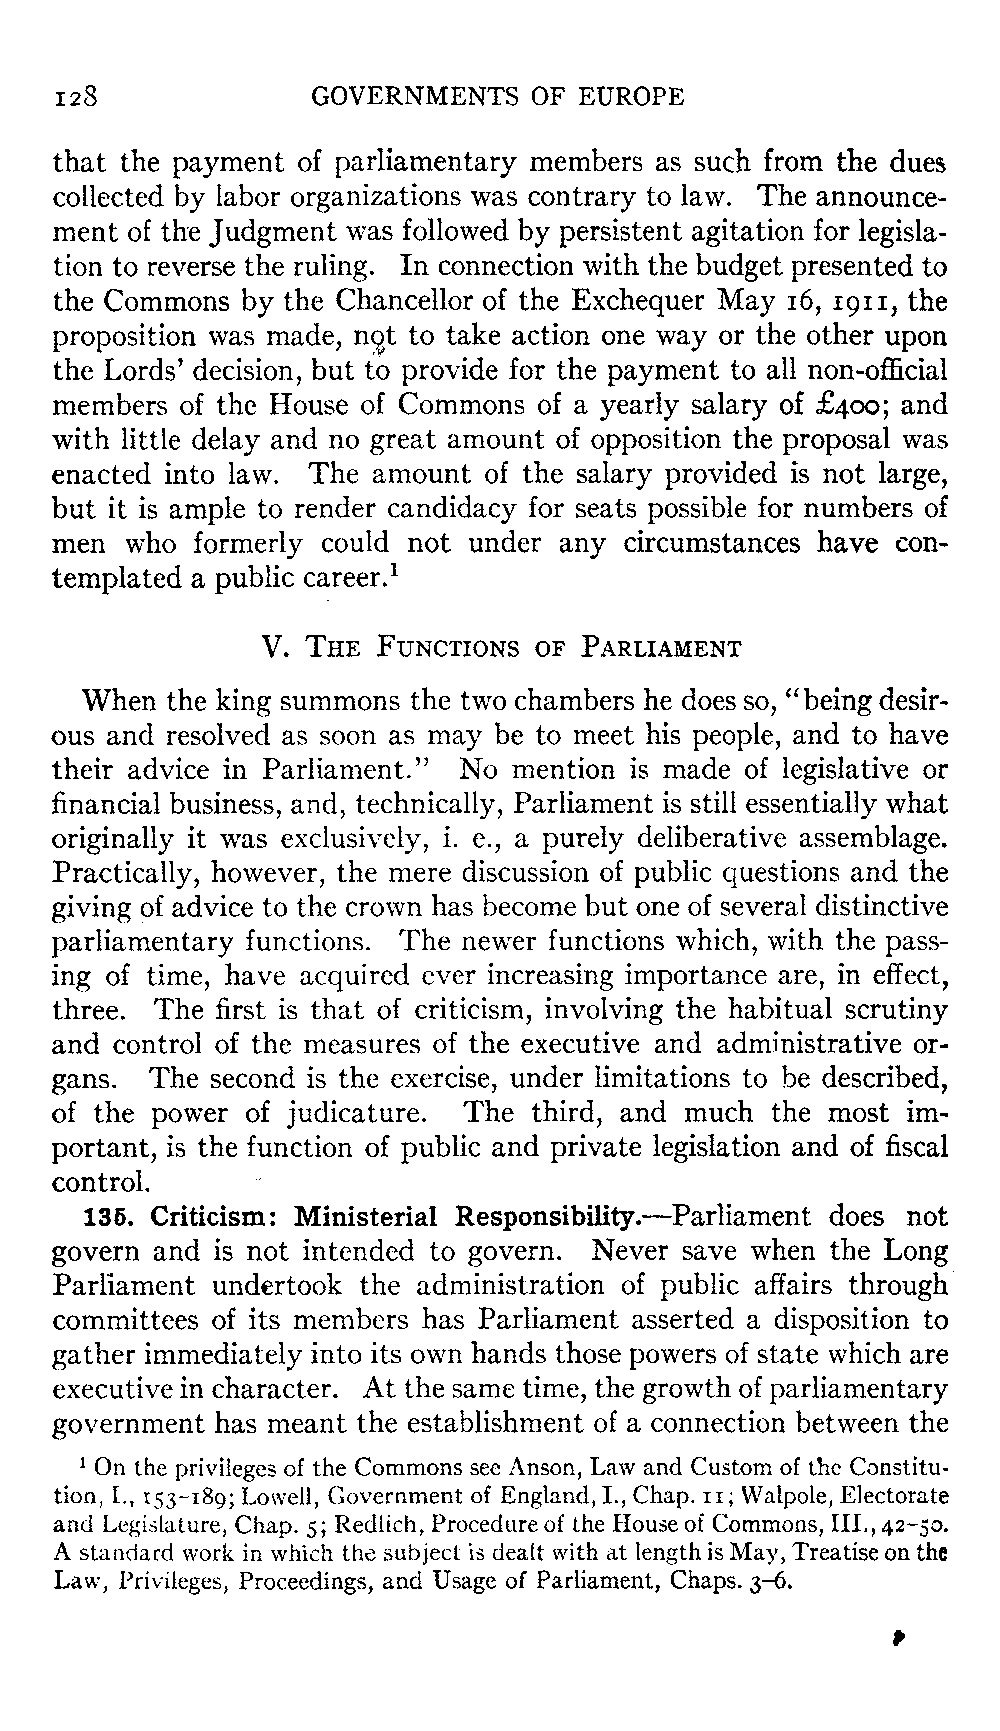 128 GOVERNMENTS OF EUROPE
that the payment of parliamentary members as such from the dues
collected by labor organizations was contrary to law. The announce-
ment of the Judgment was followed by persistent agitation for legisla-
tion to reverse the ruling. In connection with the budget presented to
the Commons by the Chancellor of the Exchequer May 16, 1911, the
proposition was made, not to take action one way or the other upon
the Lords' decision, but to provide for the payment to all non-official
members of the House of Commons of a yearly salary of £400; and
with little delay and no great amount of opposition the proposal was
enacted into law. The amount of the salary provided is not large,
but it is ample to render candidacy for seats possible for numbers of
men who formerly could not under any circumstances have con-
templated a public career.¹
V. THE FUNCTIONS OF PARLIAMENT
When the king summons the two chambers he does so, "being desir-
ous and resolved as soon as may be to meet his people, and to have
their advice in Parliament." No mention is made of legislative or
financial business, and, technically, Parliament is still essentially what
originally it was exclusively, i. e., a purely deliberative assemblage.
Practically, however, the mere discussion of public questions and the
giving of advice to the crown has become but one of several distinctive
parliamentary functions. The newer functions which, with the pass-
ing of time, have acquired ever increasing importance are, in effect,
three. The first is that of criticism, involving the habitual scrutiny
and control of the measures of the executive and administrative or-
gans. The second is the exercise, under limitations to be described,
of the power of judicature. The third, and much the most im-
portant, is the function of public and private legislation and of fiscal
control.
135. Criticism: Ministerial Responsibility.—Parliament does not
govern and is not intended to govern. Never save when the Long
Parliament undertook the administration of public affairs through
committees of its members has Parliament asserted a disposition to
gather immediately into its own hands those powers of state which are
executive in character. At the same time, the growth of parliamentary
government has meant the establishment of a connection between the
¹ On the privileges of the Commons see Anson, Law and Custom of the Constitu-
tion, I., 153-189; Lowell, Government of England, I., Chap. 11; Walpole, Electorate
and Legislature, Chap. 5; Redlich, Procedure of the House of Commons, III., 42-50.
A standard work in which the subject is dealt with at length is May, Treatise on the
Law, Privileges, Proceedings, and Usage of Parliament, Chaps. 3-6.